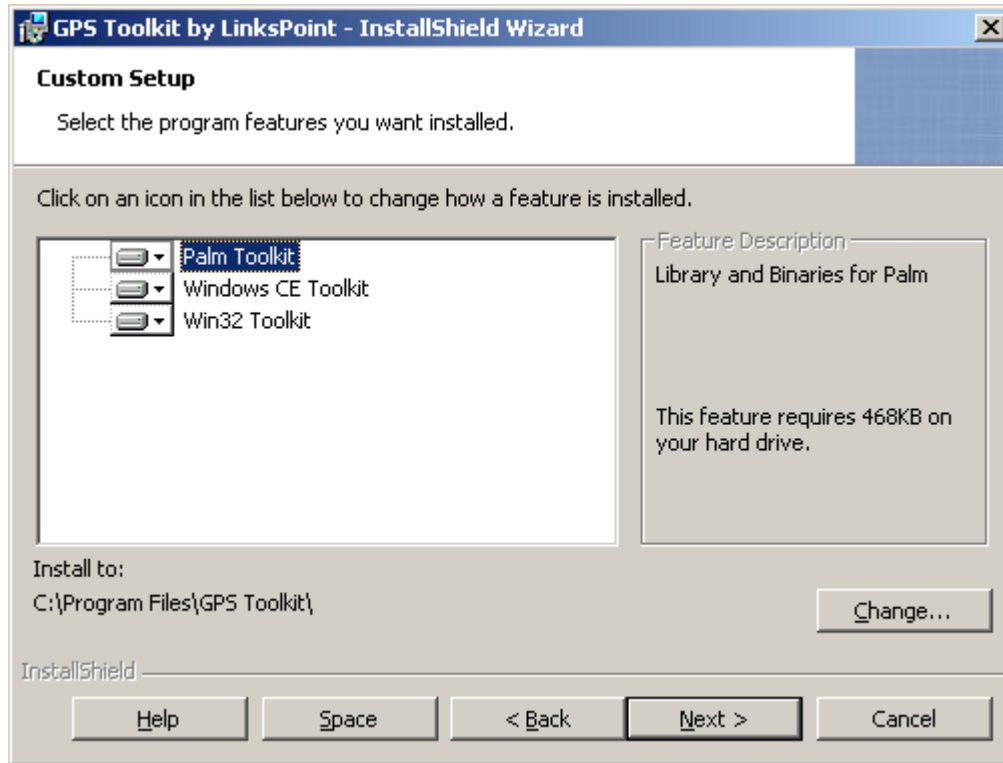 GPS Toolkit by LinksPoint - InstallShield Wizard
Custom Setup
Select the program features you want installed.
Click on an icon in the list below to change how a feature is installed.
Palm Toolkit
Windows CE Toolkit
Win32 Toolkit
Feature Description
Library and Binaries for Palm
This feature requires 468KB on
your hard drive.
Install to:
C:\Program Files\GPS Toolkit\
Change...
InstallShield
Help
Space
< Back
Next >
Cancel